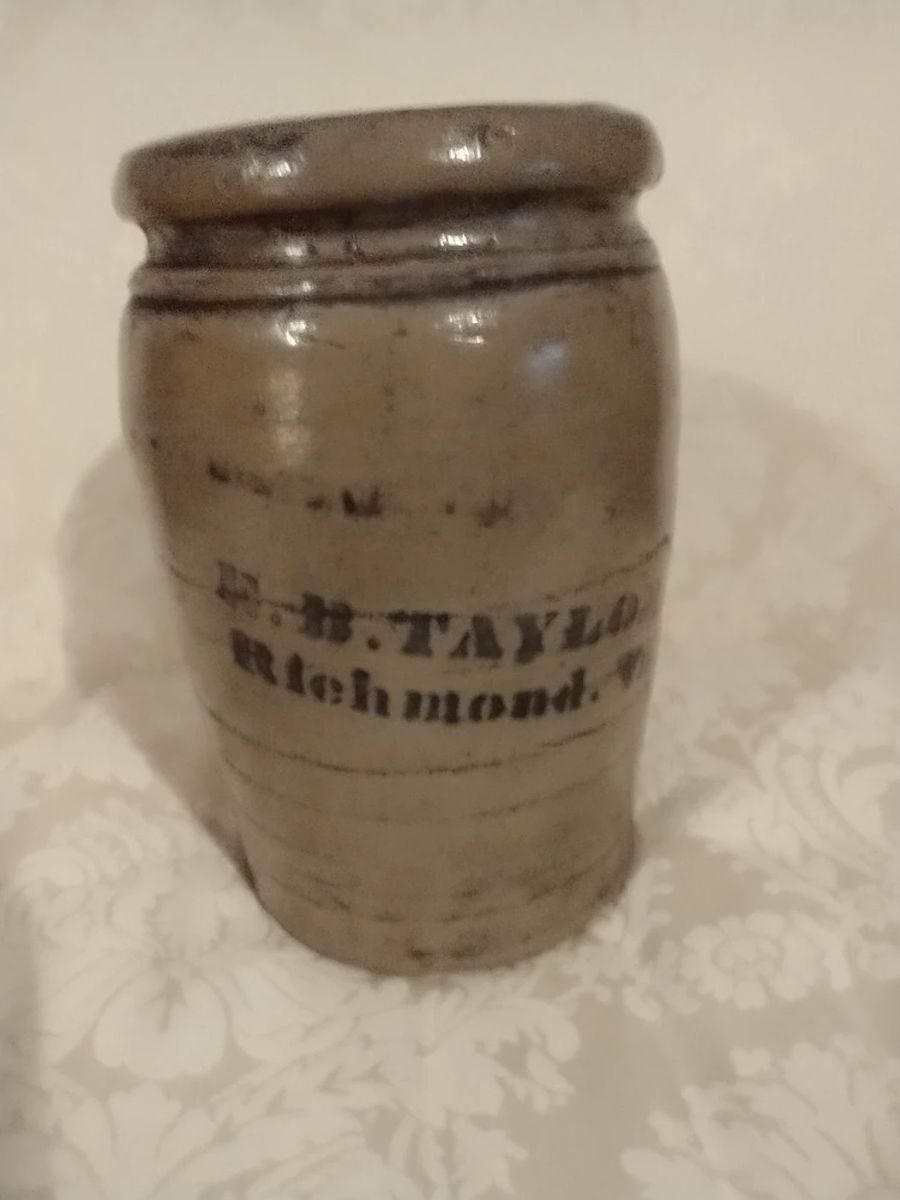 E. B. TAYLO
Richmond. V